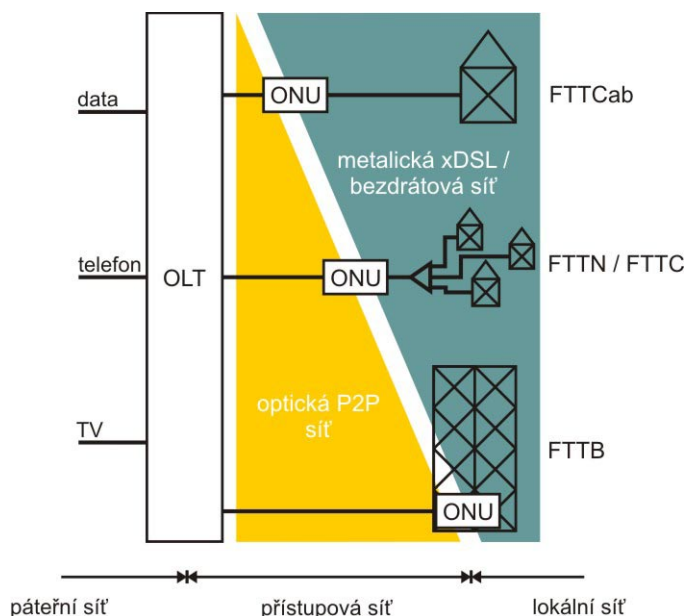 ONU
FTTCab
data
metalická xDSL /
bezdrátová síť
telefon
OLT
ONU
FTTN / FTTC
optická P2P
síť
TV
FTTB
ONU
páteřní síť
přístupová síť
lokální síť